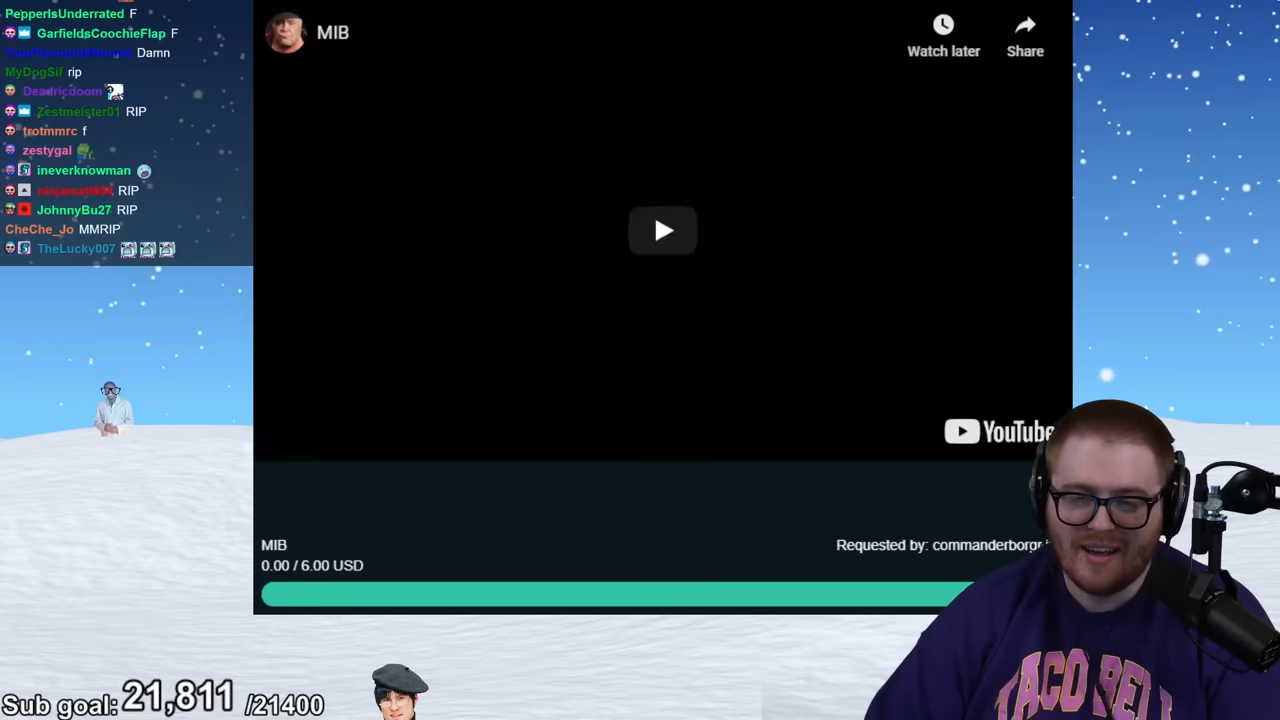 PepperIsUnderrated F
GarfieldsCoochieFlap F
Damn
MyDogSif rip
Deadricdoom
Zestmeister01 RIP
trotmmrc f
zestygal
ineverknowman
RIP
JohnnyBu27 RIP
CheChe_Jo MMRIP
TheLucky007
MIB
Watch later
Share
YouTube
MIB
Requested by:
0.00 / 6.00 USD
TACO BELL
Sub goal: 21,811 /21400